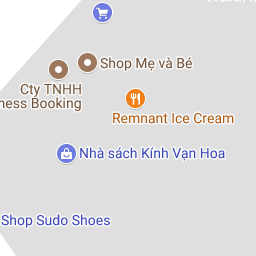 Shop Mẹ và Bé
Cty TNHH
ness Booking
Remnant Ice Cream
Nhà sách Kính Vạn Hoa
Shop Sudo Shoes